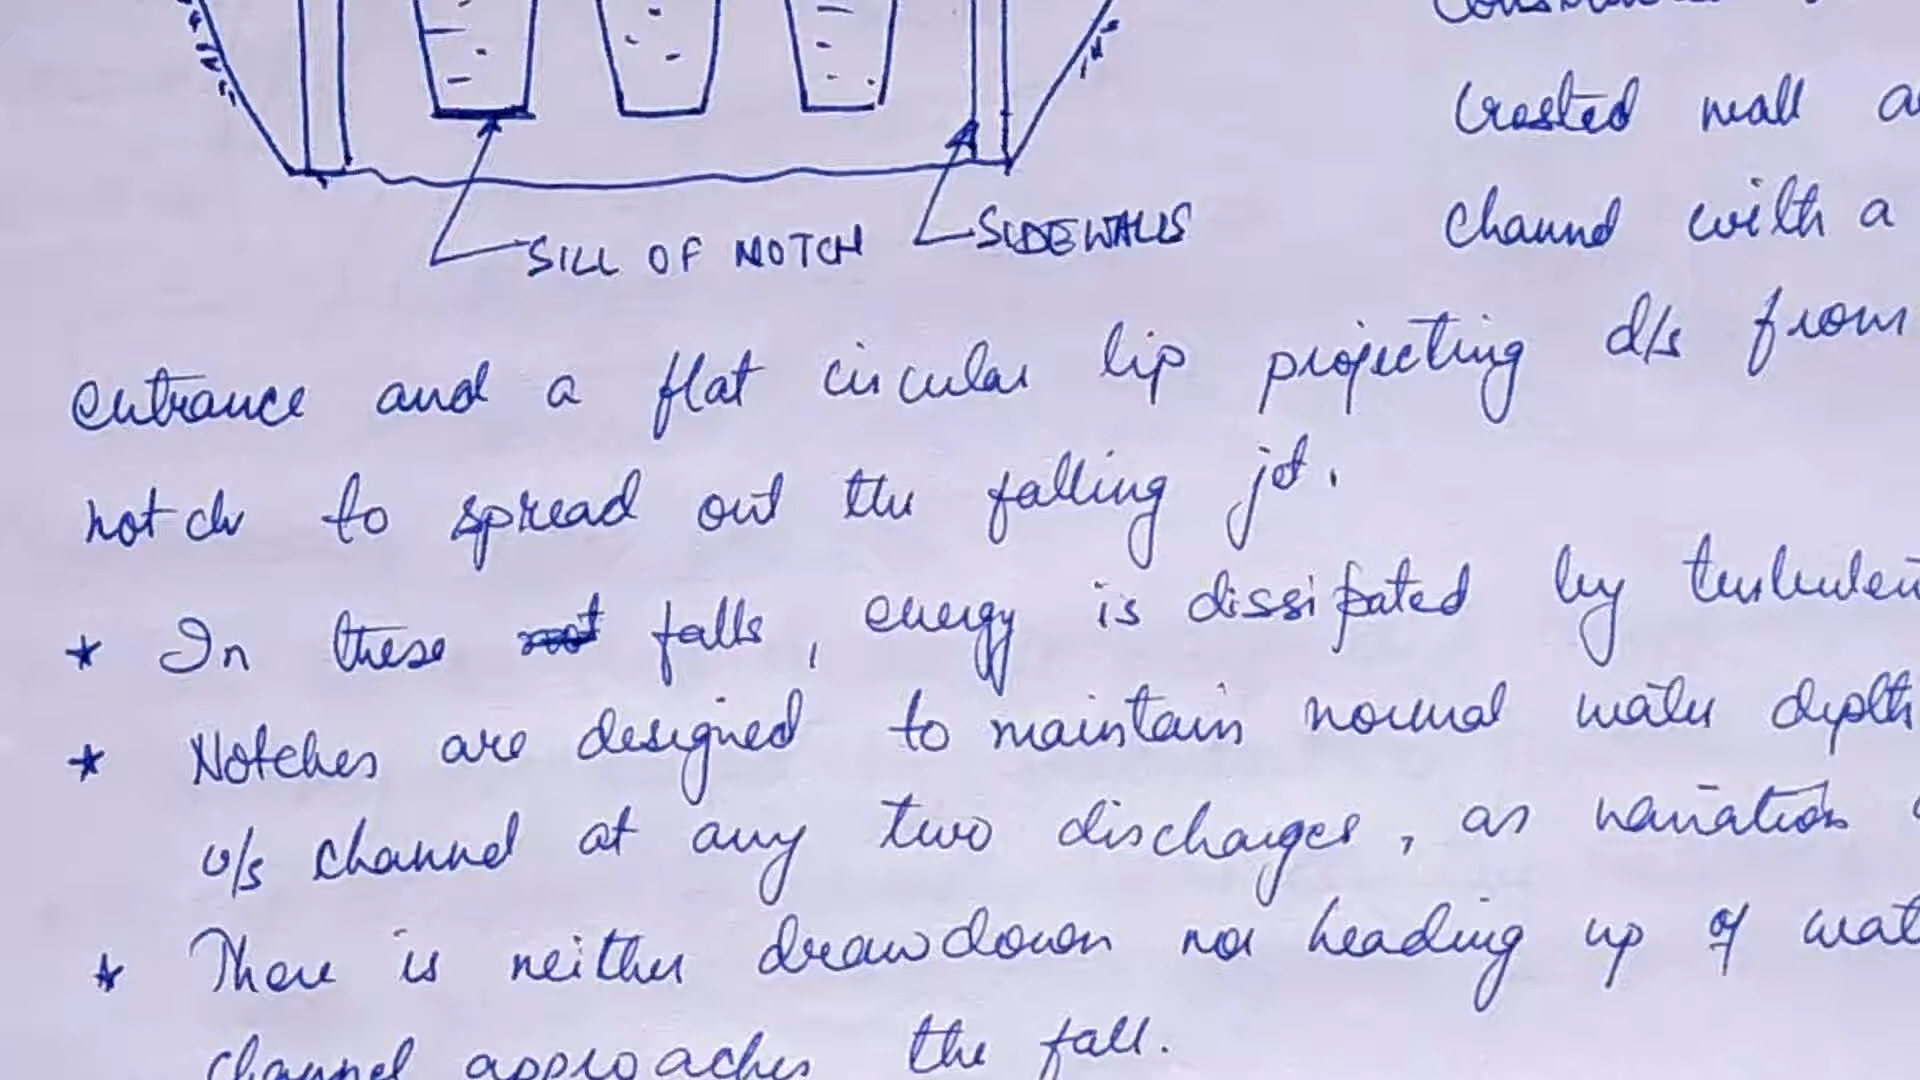 crested wall
channel with a
SILL OF NOTCH
SIDEWALLS
entrance and a flat circular lip projecting d/s from
notch to spread out the falling jet.
* In these falls, energy is dissipated by
* Notches are designed to maintain normal water depth
u/s channel at any two discharges, as variation
* There is neither drawdown nor heading up of
channel approaches the fall.